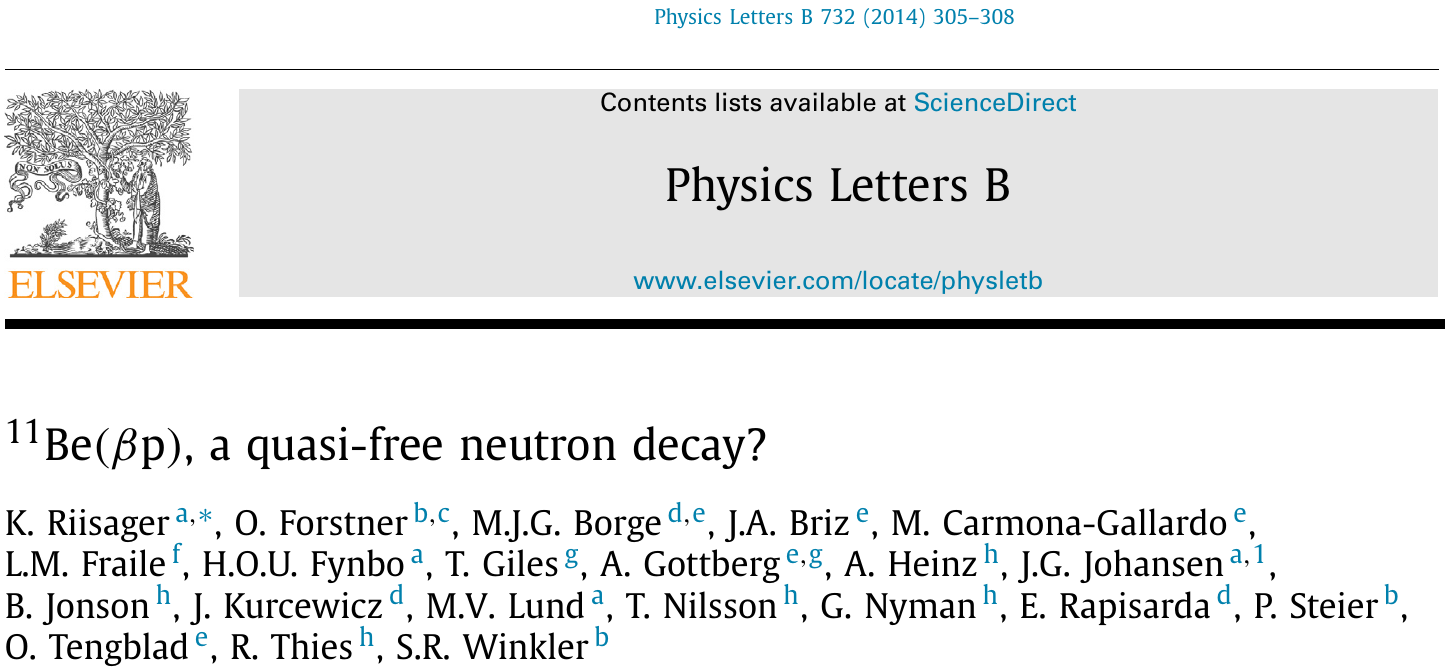 Physics Letters B 732 (2014) 305–308
Contents lists available at ScienceDirect
Physics Letters B
www.elsevier.com/locate/physletb
NON SOLUS
ELSEVIER
¹¹Be(βp), a quasi-free neutron decay?
K. Riisager ᵃ,*, O. Forstner ᵇ,ᶜ, M.J.G. Borge ᵈ,ᵉ, J.A. Briz ᵉ, M. Carmona-Gallardo ᵉ,
L.M. Fraile ᶠ, H.O.U. Fynbo ᵃ, T. Giles ᵍ, A. Gottberg ᵉ,ᵍ, A. Heinz ʰ, J.G. Johansen ᵃ,¹,
B. Jonson ʰ, J. Kurcewicz ᵈ, M.V. Lund ᵃ, T. Nilsson ʰ, G. Nyman ʰ, E. Rapisarda ᵈ, P. Steier ᵇ,
O. Tengblad ᵉ, R. Thies ʰ, S.R. Winkler ᵇ